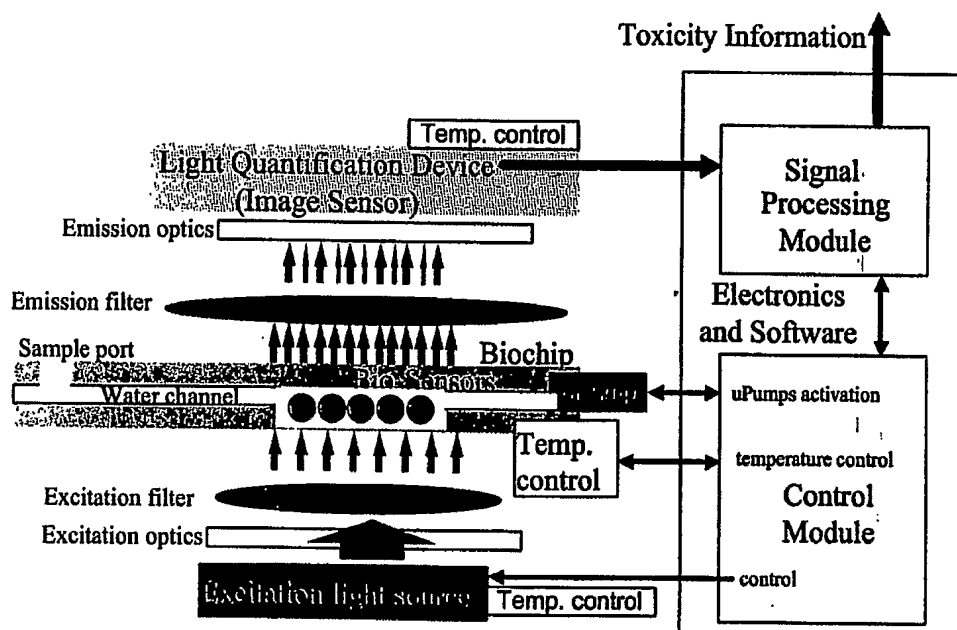 Toxicity Information
Temp. control
Light Quantification Device
(Image Sensor)
Signal
Processing
Module
Emission optics
Emission filter
Electronics
and Software
Sample port
Biochip
Bio Sensors
Water channel
uPumps activation
Temp.
control
temperature control
Control
Module
Excitation filter
Excitation optics
control
Excitation light source
Temp. control